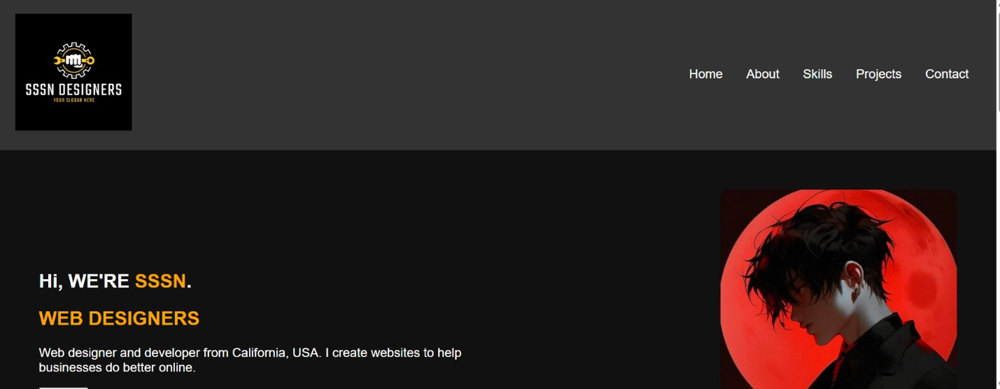 SSSN DESIGNERS
YOUR SLOGAN HERE
Home About Skills Projects Contact
Hi, WE'RE SSSN.
WEB DESIGNERS
Web designer and developer from California, USA. I create websites to help
businesses do better online.